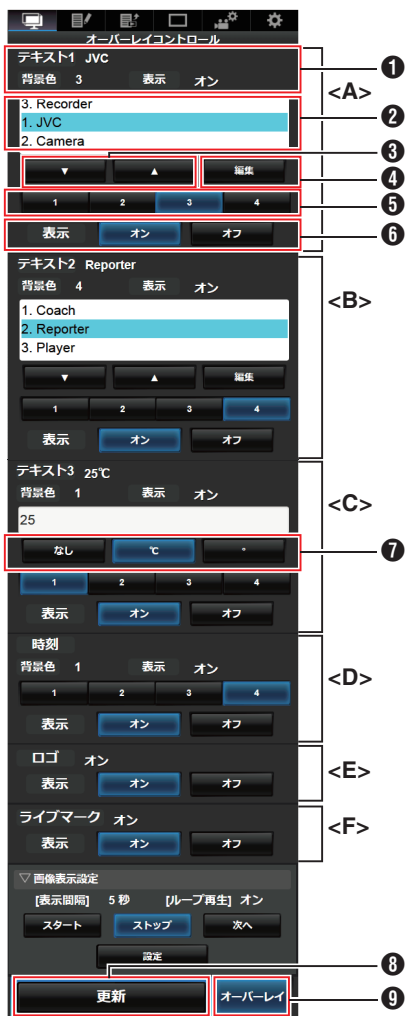 オーバーレイコントロール
テキスト1 JVC
背景色 3 表示 オン
❶
<A>
3. Recorder
1. JVC
2. Camera
❷
▼ ▲ 編集
❸
❹
1 2 3 4
❺
表示 オン オフ
❻
テキスト2 Reporter
背景色 4 表示 オン
<B>
1. Coach
2. Reporter
3. Player
▼ ▲ 編集
1 2 3 4
表示 オン オフ
テキスト3 25℃
背景色 1 表示 オン
<C>
25
なし ℃ °
❼
1 2 3 4
表示 オン オフ
時刻
背景色 1 表示 オン
<D>
1 2 3 4
表示 オン オフ
ロゴ オン
<E>
表示 オン オフ
ライブマーク オン
<F>
表示 オン オフ
▽ 画像表示設定
[表示間隔] 5 秒 [ループ再生] オン
スタート ストップ 次へ
設定
❽
更新 オーバーレイ
❾